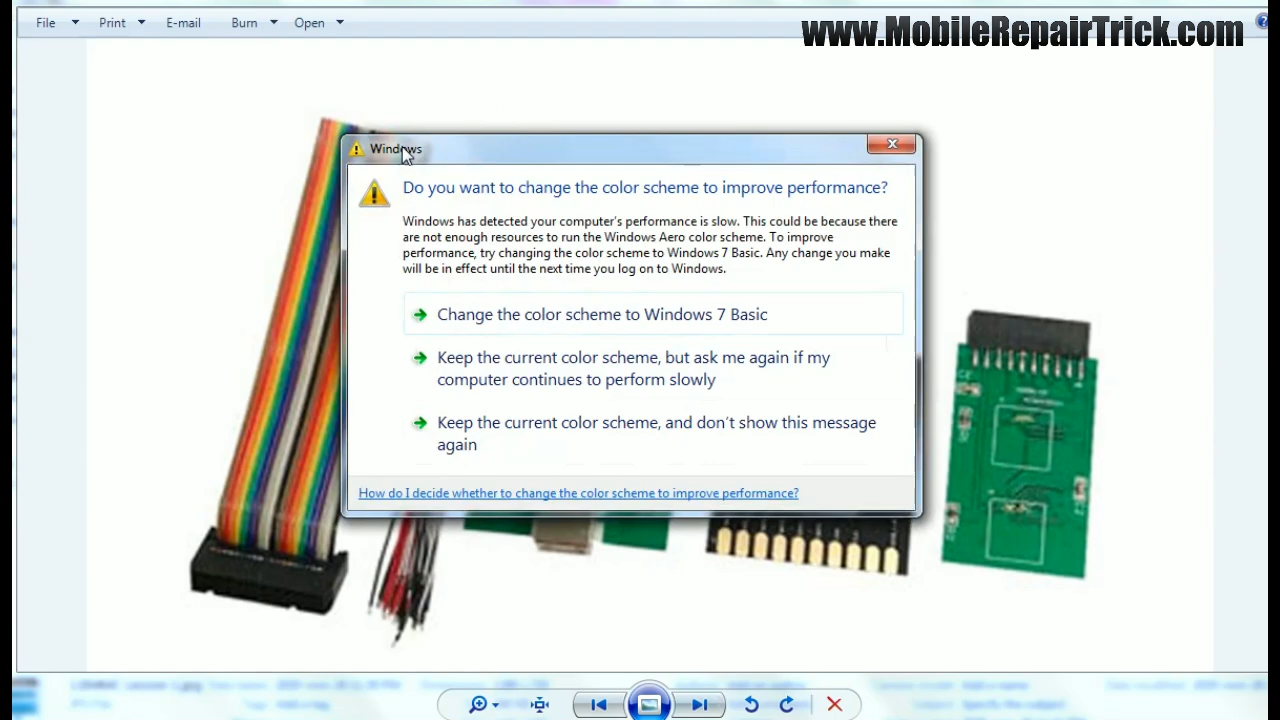 File Print E-mail Burn Open
www.MobileRepairTrick.com
Windows
Do you want to change the color scheme to improve performance?
Windows has detected your computer's performance is slow. This could be because there
are not enough resources to run the Windows Aero color scheme. To improve
performance, try changing the color scheme to Windows 7 Basic. Any change you make
will be in effect until the next time you log on to Windows.
Change the color scheme to Windows 7 Basic
Keep the current color scheme, but ask me again if my
computer continues to perform slowly
Keep the current color scheme, and don't show this message
again
How do I decide whether to change the color scheme to improve performance?